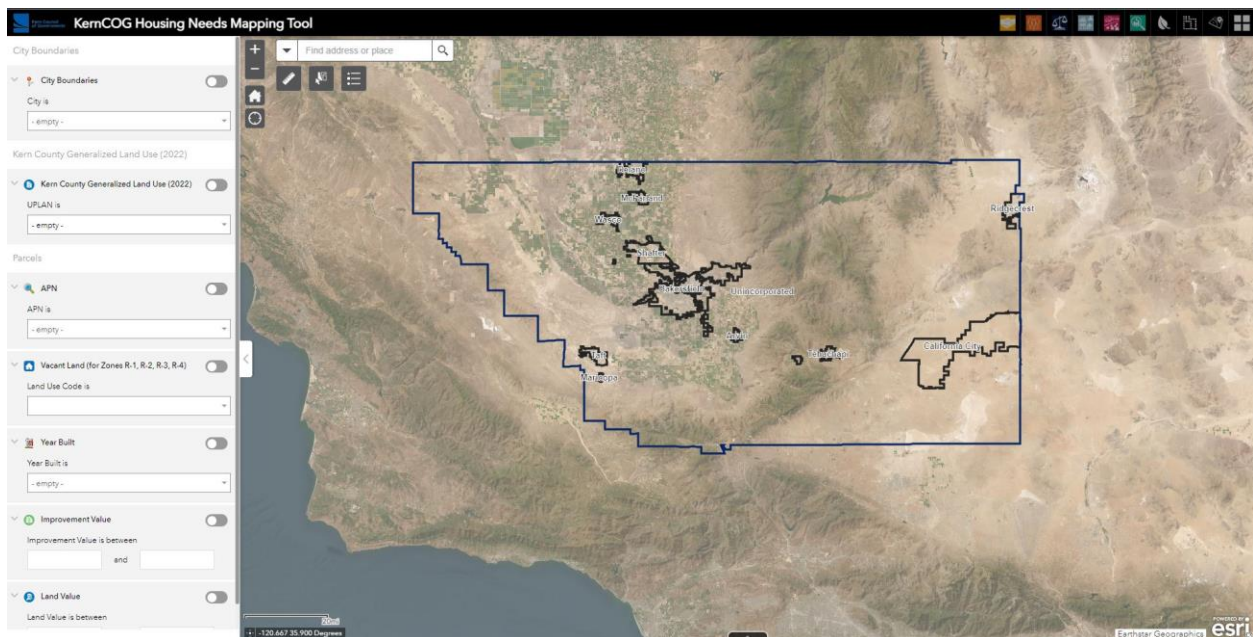 KernCOG Housing Needs Mapping Tool
City Boundaries
City Boundaries
City is
- empty -
Kern County Generalized Land Use (2022)
Kern County Generalized Land Use (2022)
UPLAN is
- empty -
Parcels
APN
APN is
- empty -
Vacant Land (for Zones R-1, R-2, R-3, R-4)
Land Use Code is
Year Built
Year Built is
- empty -
Improvement Value
Improvement Value is between
and
Land Value
Land Value is between
+
−
Find address or place
Delano
McFarland
Wasco
Shafter
Bakersfield
Unincorporated
Arvin
Tehachapi
Taft
Maricopa
Ridgecrest
California City
20mi
-120.667 35.900 Degrees
Earthstar Geographics
POWERED BY
esri